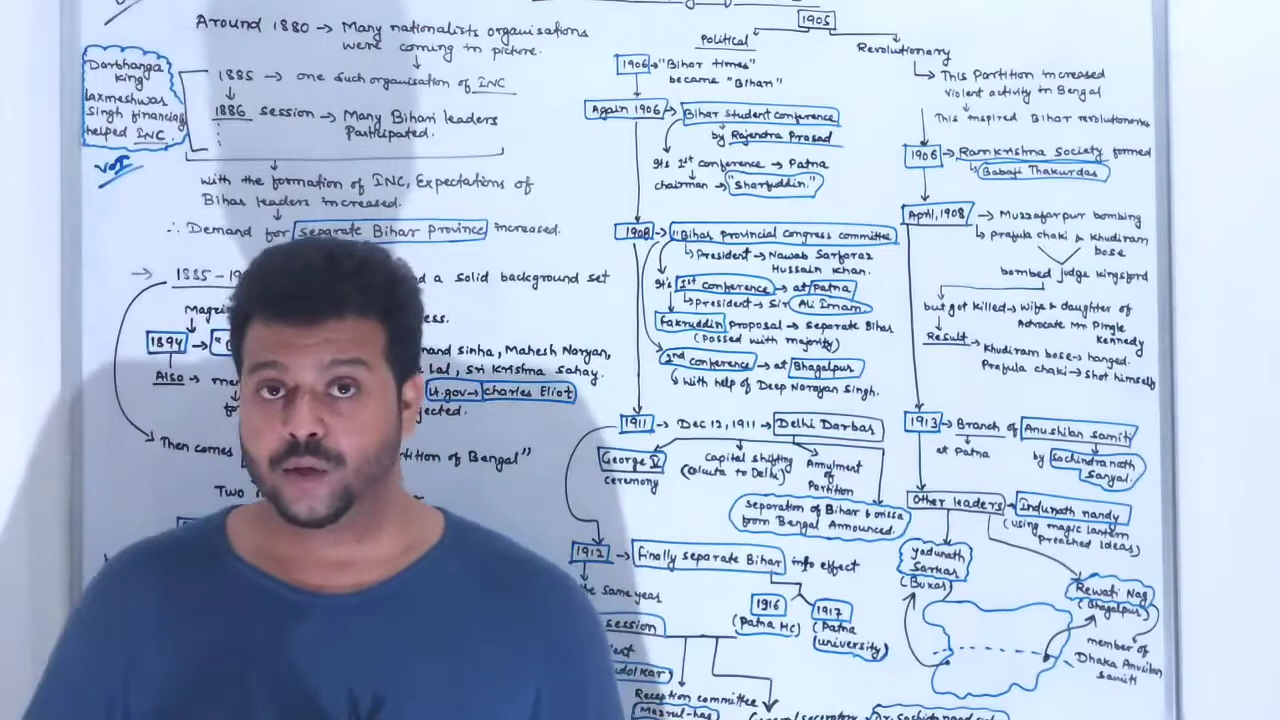 Around 1880 → Many nationalists organisations
were coming in picture.
Darbhanga
King
Laxmeshwar
Singh financialy
helped INC.
VVI
1885 → one such organisation of INC
1886 session → Many Bihari leaders
Participated.
with the formation of INC, Expectations of
Bihar leaders increased.
∴ Demand for separate Bihar province increased.
→ 1885-19
d a solid background set
ess.
1894 →
nand sinha, Mahesh Naryan,
Lal, Sri Krishna Sahay.
Also → me
Lt.gov → Charles Eliot
jected.
Then comes
tition of Bengal"
Two
1905
Political
1906 → "Bihar times"
became "Bihari"
Again 1906 → Bihar student conference
by Rajendra Prasad
Its 1st conference → Patna
chairman → "Sharfuddin."
1908 → "Bihar provincial Congress committee
President → Nawab Sarfaraz
Hussain Khan.
It's 1st conference → at Patna
President → Sir Ali Imam.
Fakruddin proposal → Separate Bihar
(passed with majority)
2nd conference → at Bhagalpur
with help of Deep Narayan Singh.
1911 → Dec 12, 1911 → Delhi Darbar
George V
ceremony
Capital shifting
(Calcuta to Delhi)
Annulment
of
Partition
Separation of Bihar & orissa
from Bengal Announced.
1912 → Finally separate Bihar into effect
same year
1916
(Patna HC)
1917
(Patna
University)
session
dolkar
Reception committee
Mazrul-haq
Revolutionary
This Partition increased
violent activity in Bengal
This inspired Bihar revolutionaries
1906 → Ramkrishna Society formed
Babaji Thakurdas
April, 1908 → Muzzafarpur bombing
Prafula chaki & Khudiram
bose
bombed judge kingsford
but got killed → wife & daughter of
Advocate Mr. Pringle
Kennedy
Result → Khudiram bose → hanged.
Prafula chaki → Shot himself
1913 → Branch of Anushilan samiti
at Patna
by Sachindranath
Sanyal.
Other leaders → Indunath nandy
(using magic lantern
preached ideas)
yadunath
Sarkar
(Buxar)
Rewati Nag
(Bhagalpur)
member of
Dhaka Anusilan
Samiti